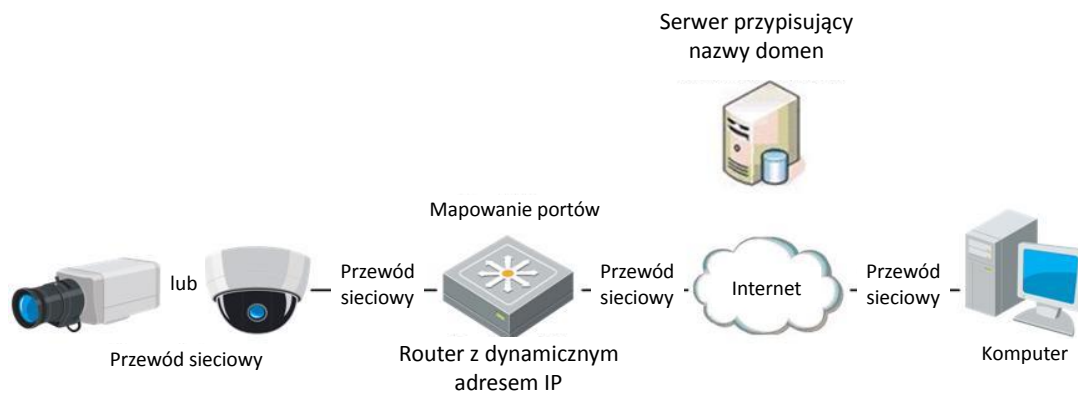 Serwer przypisujący
nazwy domen
Mapowanie portów
lub
Przewód
sieciowy
Przewód
sieciowy
Internet
Przewód
sieciowy
Przewód sieciowy
Router z dynamicznym
adresem IP
Komputer